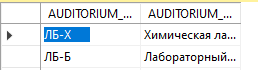 AUDITORIUM_... AUDITORIUM_...
ЛБ-Х Химическая ла...
ЛБ-Б Лабораторный...